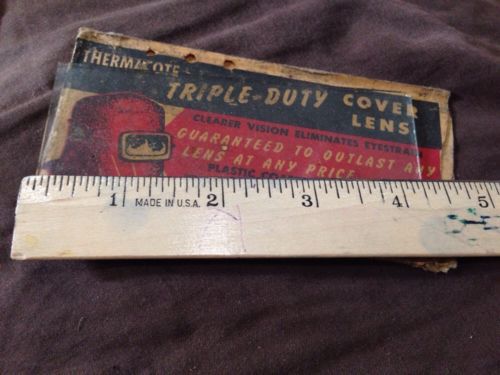 THERMACOTE
TRIPLE-DUTY COVER
LENS
CLEARER VISION ELIMINATES EYESTRAIN
GUARANTEED TO OUTLAST ANY
LENS AT ANY PRICE
PLASTIC
1 MADE IN U.S.A. 2 3 4 5